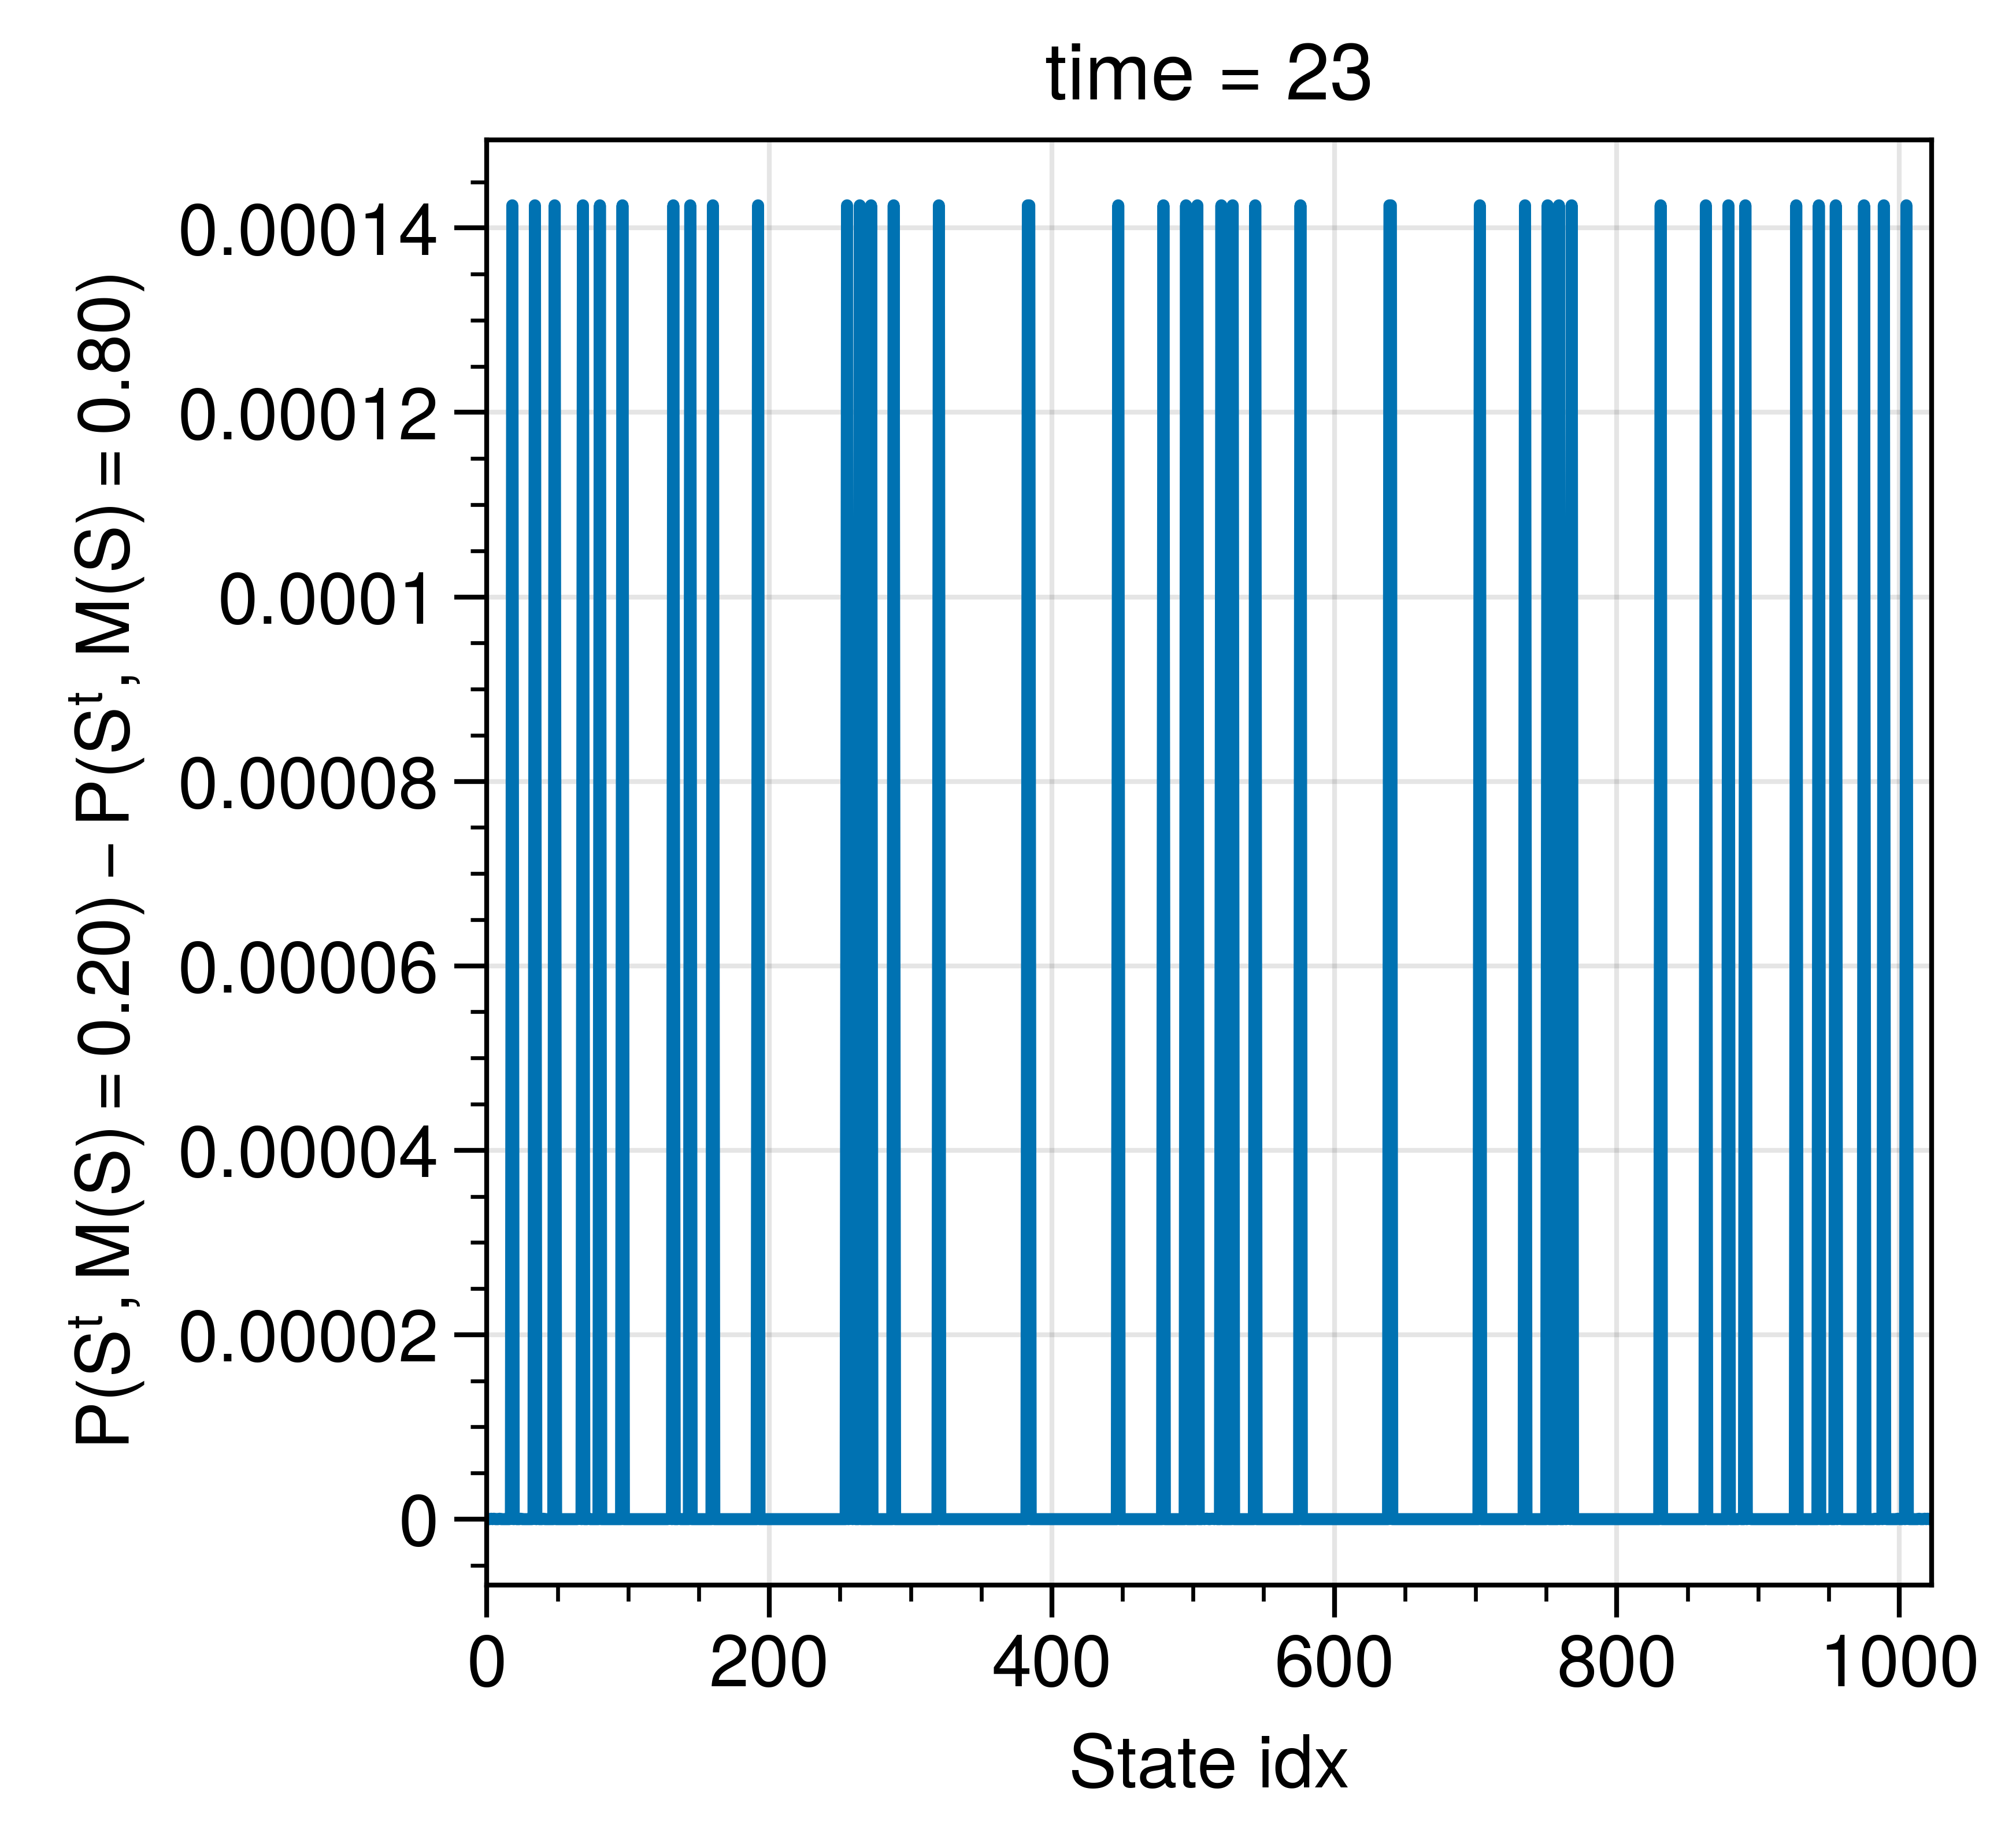 time = 23
P(Sᵗ, M(S) = 0.20) − P(Sᵗ, M(S) = 0.80)
0.00014
0.00012
0.0001
0.00008
0.00006
0.00004
0.00002
0
0 200 400 600 800 1000
State idx